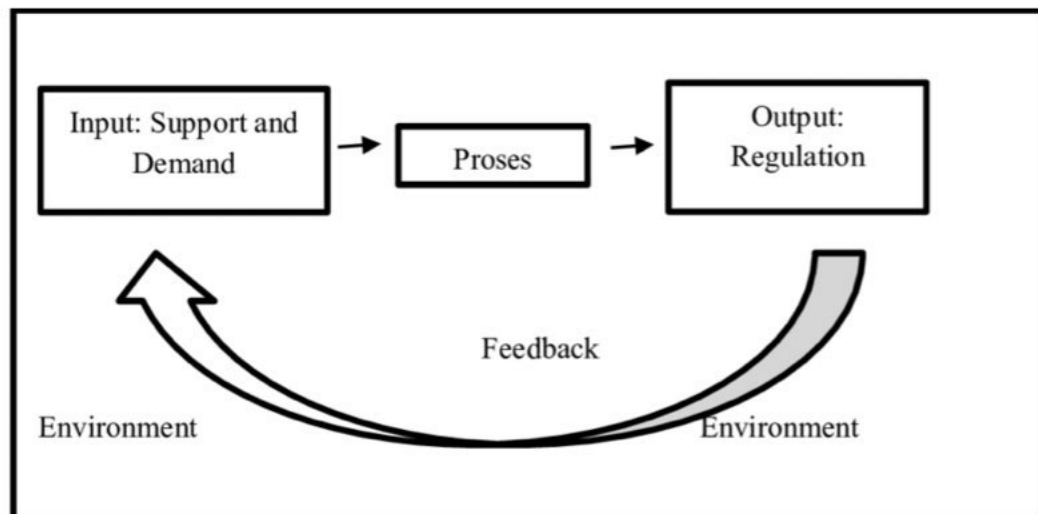 Input: Support and
Demand
Proses
Output:
Regulation
Feedback
Environment
Environment